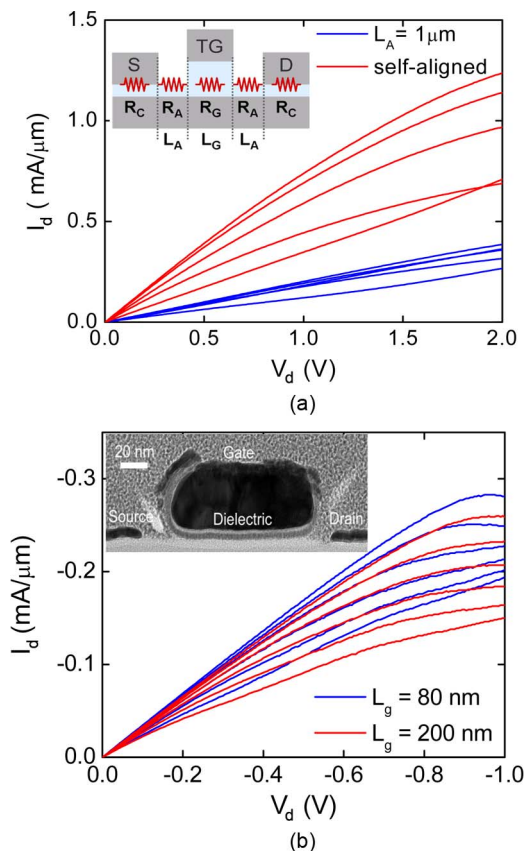 1.5
1.0
0.5
0.0
I_d ( mA/μm)
S
TG
D
R_C
R_A
R_G
R_A
R_C
L_A
L_G
L_A
L_A = 1μm
self-aligned
0.0
0.5
1.0
1.5
2.0
V_d (V)
(a)
-0.3
-0.2
-0.1
0.0
I_d (mA/μm)
20 nm
Gate
Source
Dielectric
Drain
L_g = 80 nm
L_g = 200 nm
0.0
-0.2
-0.4
-0.6
-0.8
-1.0
V_d (V)
(b)